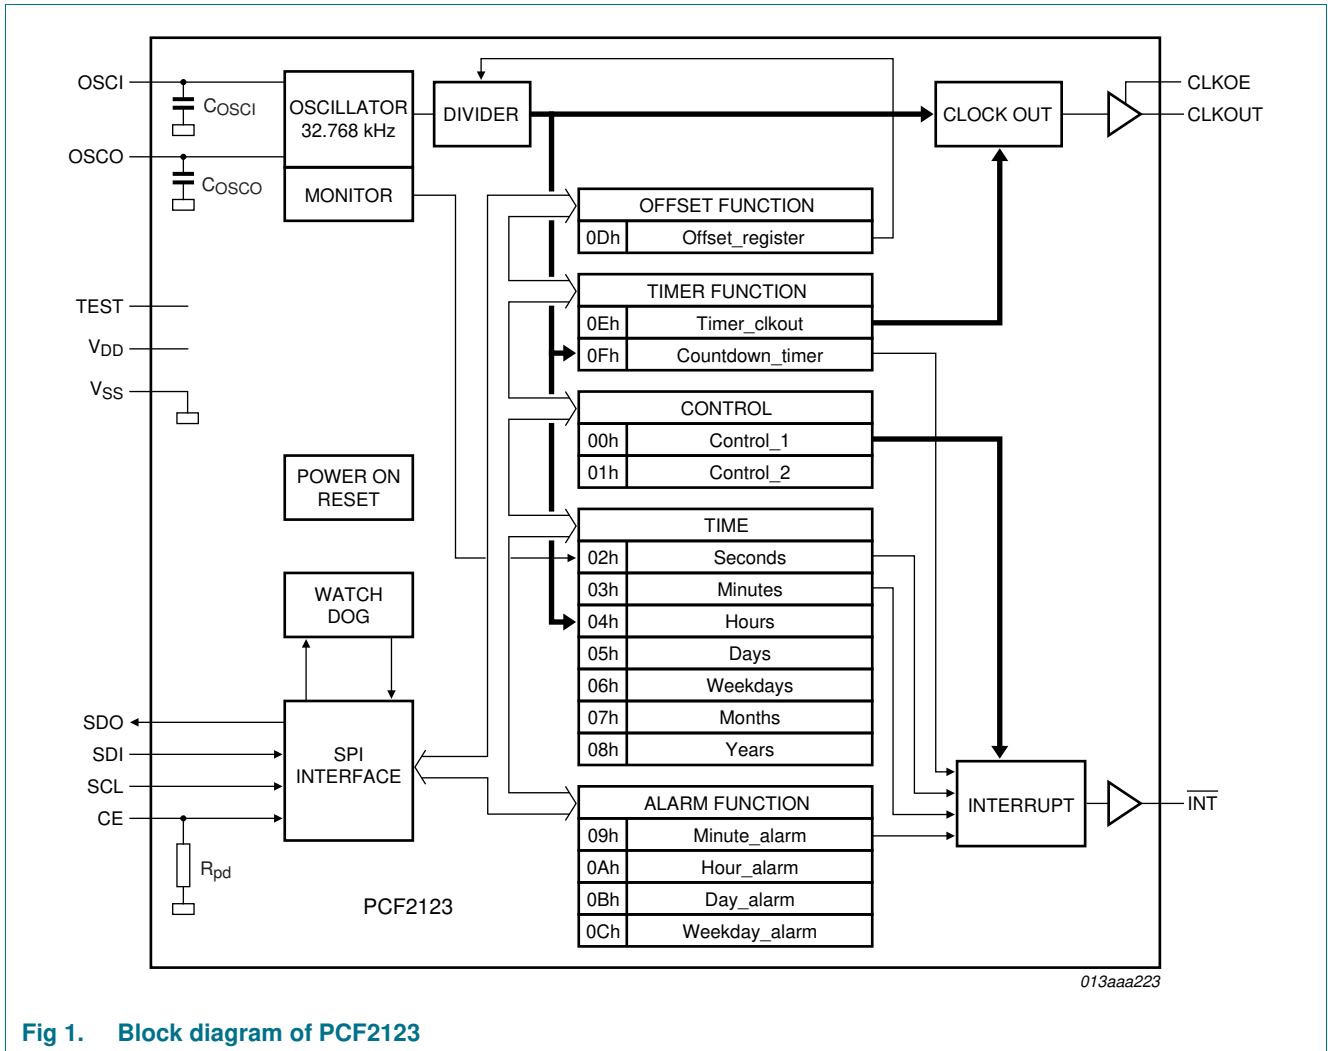 OSCI
COSCI
OSCO
COSCO
OSCILLATOR
32.768 kHz
MONITOR
DIVIDER
CLOCK OUT
CLKOE
CLKOUT
OFFSET FUNCTION
0Dh Offset_register
TIMER FUNCTION
0Eh Timer_clkout
0Fh Countdown_timer
TEST
VDD
VSS
CONTROL
00h Control_1
01h Control_2
POWER ON
RESET
TIME
02h Seconds
03h Minutes
04h Hours
05h Days
06h Weekdays
07h Months
08h Years
WATCH
DOG
SDO
SDI
SCL
CE
SPI
INTERFACE
Rpd
ALARM FUNCTION
09h Minute_alarm
0Ah Hour_alarm
0Bh Day_alarm
0Ch Weekday_alarm
INTERRUPT
INT
PCF2123
013aaa223
Fig 1. Block diagram of PCF2123